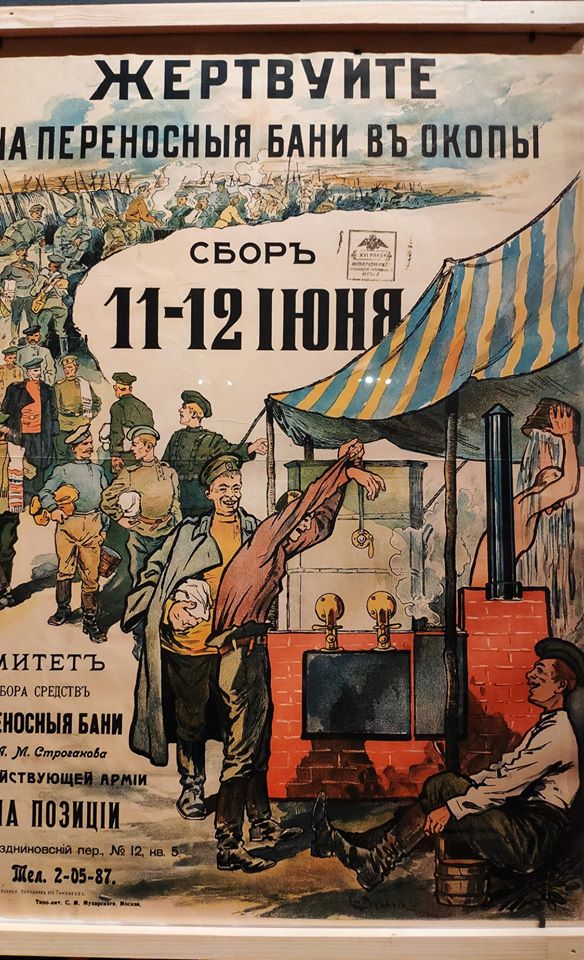 ЖЕРТВУЙТЕ
НА ПЕРЕНОСНЫЯ БАНИ ВЪ ОКОПЫ
СБОРЪ
11-12 ІЮНЯ
МИТЕТЪ
БОРА СРЕДСТВЪ
ЕНОСНЫЯ БАНИ
А. М. Строганова
ЙСТВУЮЩЕЙ АРМІИ
НА ПОЗИЦІИ
здниковскій пер., № 12, кв. 5.
Тел. 2-05-87.
Типо-лит. С. М. Мухарскаго, Москва.